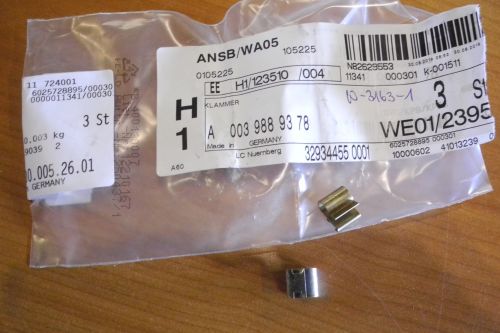 11 724001
6025728895/00030
0000011341/00030
3 St
0.003 kg
9039 2
0.005.26.01
GERMANY
ANSB/WA05
105225
0105225
EE H1/123510 /004
H
1
KLAMMER
A 003 988 93 78
Made in GERMANY
LC Nuernberg
32934455 0001
A60
N82629553
11341 000301 K-001511
10-3163-1
3 St
WE01/2395
6025728895 000301
10000602 41013239